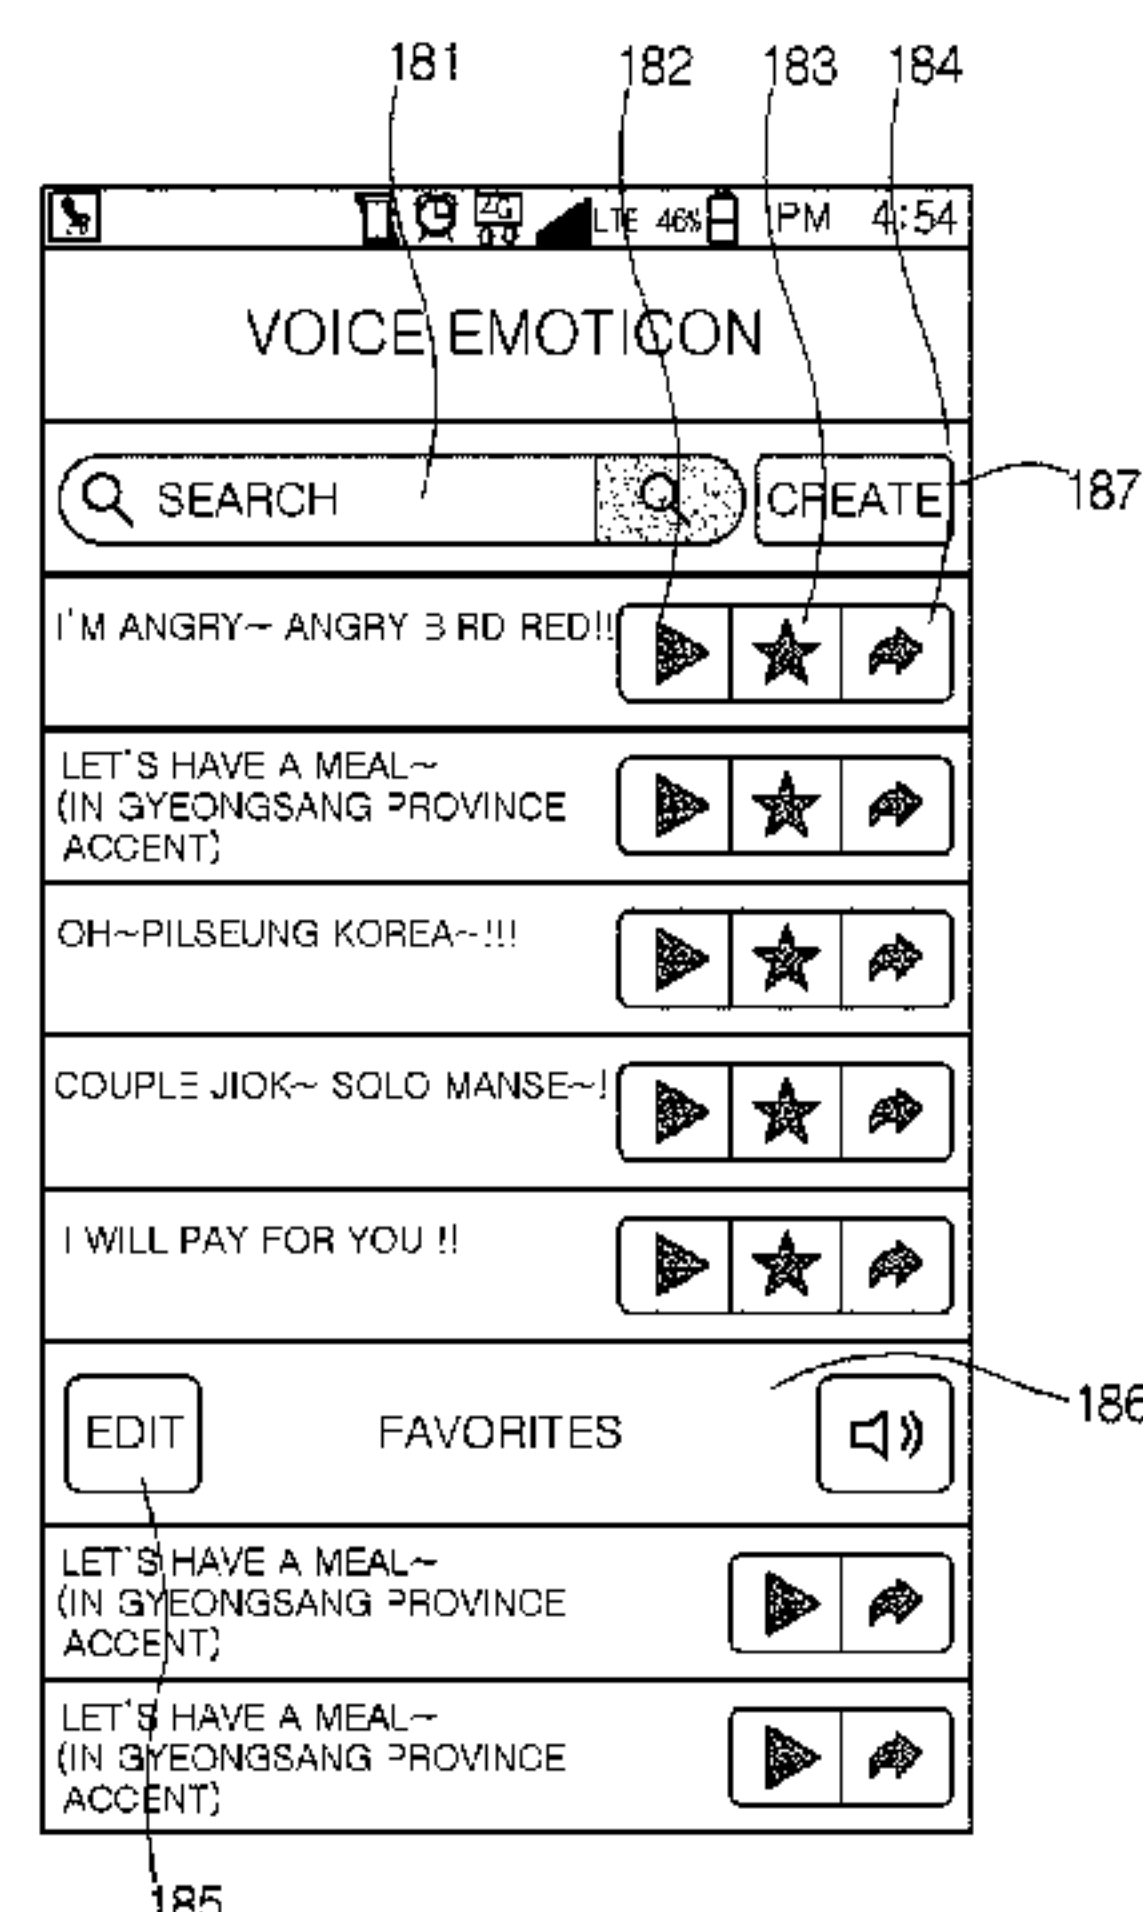 181 182 183 184
4G LTE 46% PM 4:54
VOICE EMOTICON
SEARCH CREATE 187
I'M ANGRY~ ANGRY BIRD RED!!
LET'S HAVE A MEAL~
(IN GYEONGSANG PROVINCE
ACCENT)
OH~PILSEUNG KOREA~!!!
COUPLE JIOK~ SOLO MANSE~!
I WILL PAY FOR YOU !!
186
EDIT FAVORITES
LET'S HAVE A MEAL~
(IN GYEONGSANG PROVINCE
ACCENT)
LET'S HAVE A MEAL~
(IN GYEONGSANG PROVINCE
ACCENT)
185